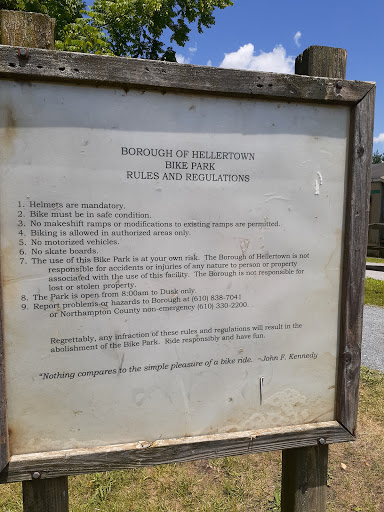 BOROUGH OF HELLERTOWN
BIKE PARK
RULES AND REGULATIONS
1. Helmets are mandatory.
2. Bike must be in safe condition.
3. No makeshift ramps or modifications to existing ramps are permitted.
4. Biking is allowed in authorized areas only.
5. No motorized vehicles.
6. No skate boards.
7. The use of this Bike Park is at your own risk. The Borough of Hellertown is not
responsible for accidents or injuries of any nature to person or property
associated with the use of this facility. The Borough is not responsible for
lost or stolen property.
8. The Park is open from 8:00am to Dusk only.
9. Report problems or hazards to Borough at (610) 838-7041
or Northampton County non-emergency (610) 330-2200.
Regrettably, any infraction of these rules and regulations will result in the
abolishment of the Bike Park. Ride responsibly and have fun.
"Nothing compares to the simple pleasure of a bike ride. ~John F. Kennedy